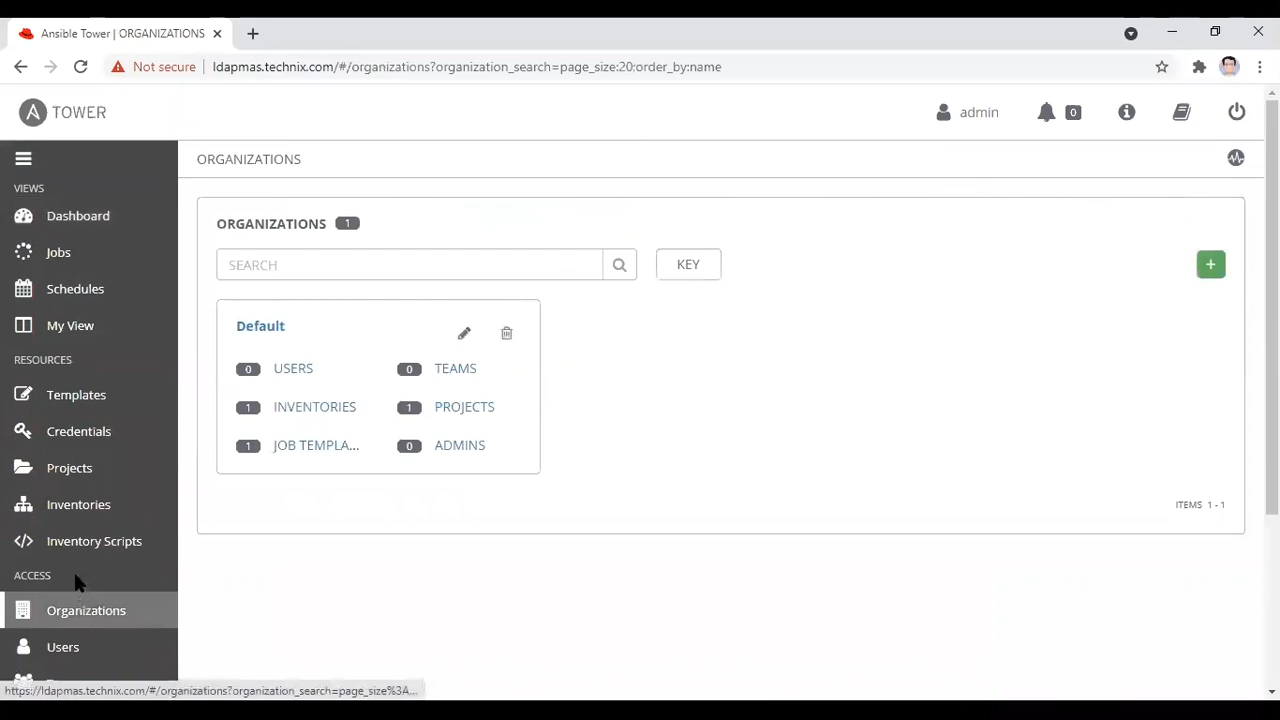 Ansible Tower | ORGANIZATIONS
Not secure
ldapmas.technix.com/#/organizations?organization_search=page_size:20;order_by:name
A TOWER
admin
0
VIEWS
Dashboard
Jobs
Schedules
My View
RESOURCES
Templates
Credentials
Projects
Inventories
Inventory Scripts
ACCESS
Organizations
Users
ORGANIZATIONS
ORGANIZATIONS 1
SEARCH
KEY
+
Default
0 USERS
0 TEAMS
1 INVENTORIES
1 PROJECTS
1 JOB TEMPLA...
0 ADMINS
ITEMS 1 - 1
https://ldapmas.technix.com/#/organizations?organization_search=page_size%3A...